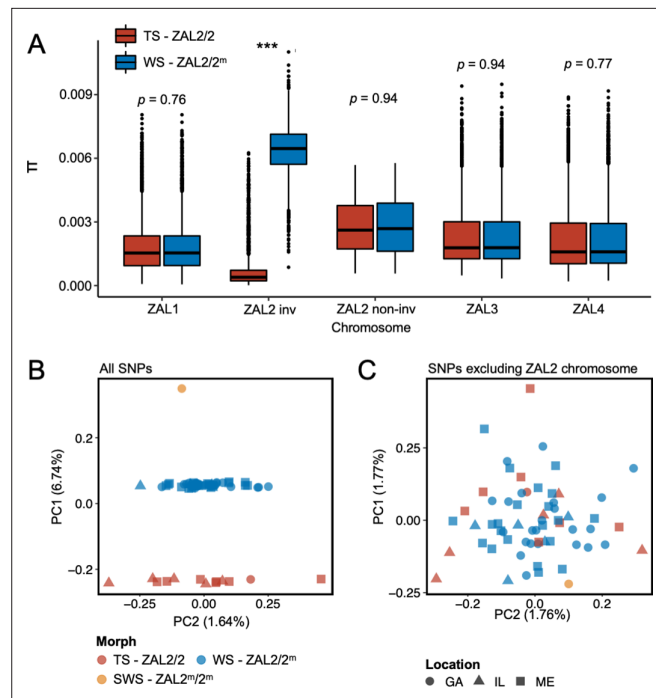 A
TS - ZAL2/2
WS - ZAL2/2m
***
p = 0.76
p = 0.94
p = 0.94
p = 0.77
π
0.009
0.006
0.003
0.000
ZAL1
ZAL2 inv
ZAL2 non-inv
ZAL3
ZAL4
Chromosome
B
All SNPs
PC1 (6.74%)
0.2
0.0
-0.2
-0.25
0.00
0.25
PC2 (1.64%)
Morph
TS - ZAL2/2
WS - ZAL2/2m
SWS - ZAL2m/2m
C
SNPs excluding ZAL2 chromosome
PC1 (1.77%)
0.25
0.00
-0.25
-0.2
0.0
0.2
PC2 (1.76%)
Location
GA
IL
ME